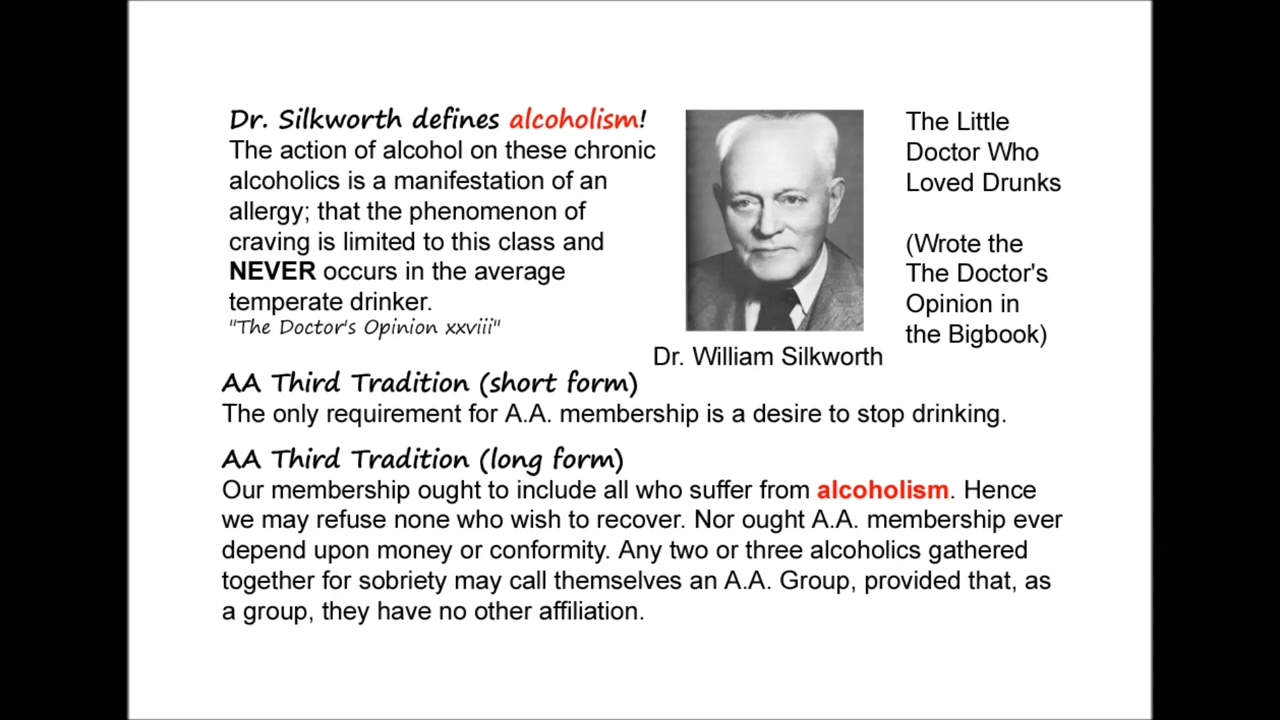 Dr. Silkworth defines alcoholism!
The action of alcohol on these chronic
alcoholics is a manifestation of an
allergy; that the phenomenon of
craving is limited to this class and
NEVER occurs in the average
temperate drinker.
"The Doctor's Opinion xxviii"
The Little
Doctor Who
Loved Drunks
(Wrote the
The Doctor's
Opinion in
the Bigbook)
Dr. William Silkworth
AA Third Tradition (short form)
The only requirement for A.A. membership is a desire to stop drinking.
AA Third Tradition (long form)
Our membership ought to include all who suffer from alcoholism. Hence
we may refuse none who wish to recover. Nor ought A.A. membership ever
depend upon money or conformity. Any two or three alcoholics gathered
together for sobriety may call themselves an A.A. Group, provided that, as
a group, they have no other affiliation.